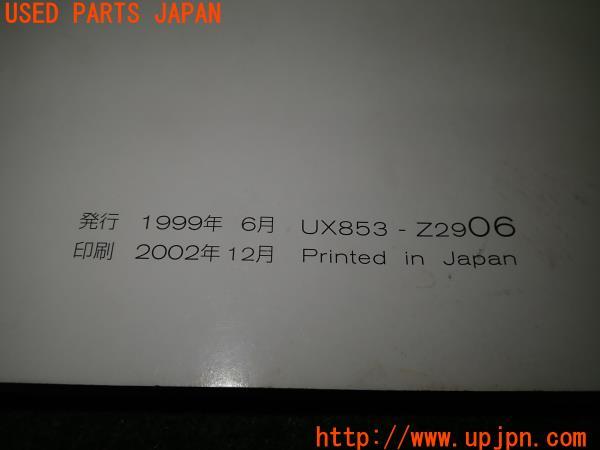 USED PARTS JAPAN
発行 1999年 6月 UX853 - Z2906
印刷 2002年 12月 Printed in Japan
http://www.upjpn.com